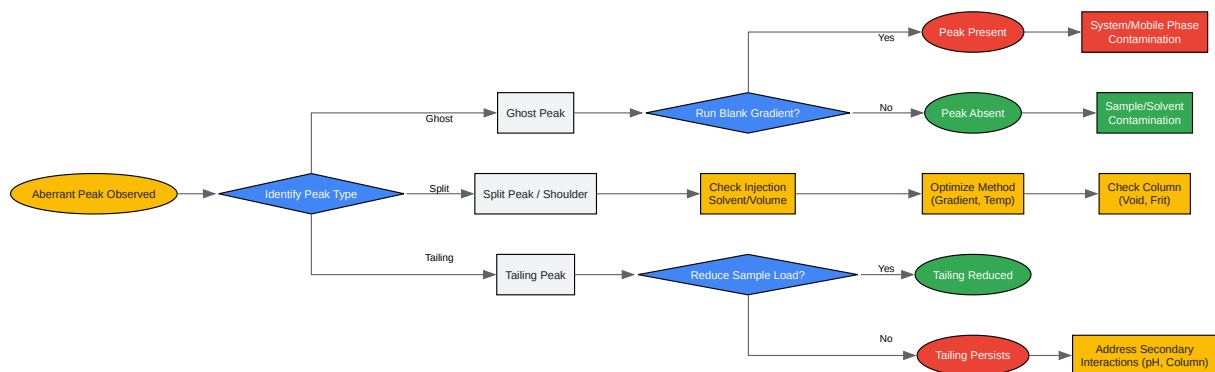 Yes
Peak Present
System/Mobile Phase
Contamination
Ghost
Ghost Peak
Run Blank Gradient?
No
Peak Absent
Sample/Solvent
Contamination
Aberrant Peak Observed
Identify Peak Type
Split
Split Peak / Shoulder
Check Injection
Solvent/Volume
Optimize Method
(Gradient, Temp)
Check Column
(Void, Frit)
Tailing
Tailing Peak
Reduce Sample Load?
Yes
Tailing Reduced
No
Tailing Persists
Address Secondary
Interactions (pH, Column)